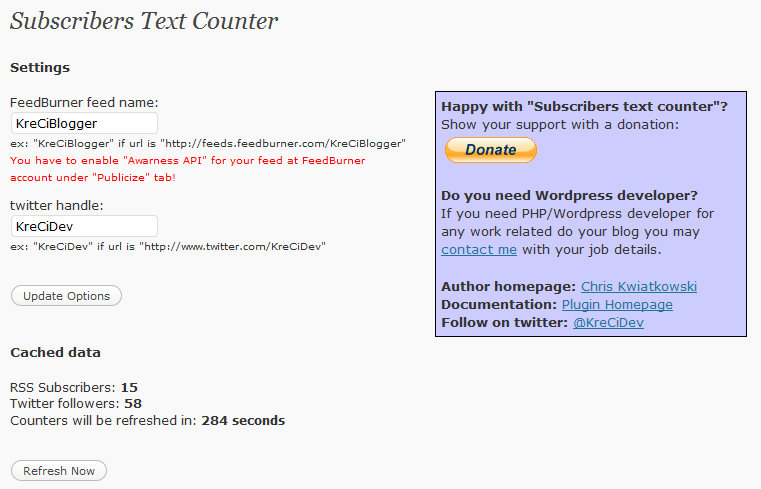 Subscribers Text Counter
Settings
FeedBurner feed name:
KreCiBlogger
ex: "KreCiBlogger" if url is "http://feeds.feedburner.com/KreCiBlogger"
You have to enable "Awarness API" for your feed at FeedBurner
account under "Publicize" tab!
twitter handle:
KreCiDev
ex: "KreCiDev" if url is "http://www.twitter.com/KreCiDev"
Update Options
Cached data
RSS Subscribers: 15
Twitter followers: 58
Counters will be refreshed in: 284 seconds
Refresh Now
Happy with "Subscribers text counter"?
Show your support with a donation:
Donate
Do you need Wordpress developer?
If you need PHP/Wordpress developer for
any work related do your blog you may
contact me with your job details.
Author homepage: Chris Kwiatkowski
Documentation: Plugin Homepage
Follow on twitter: @KreCiDev